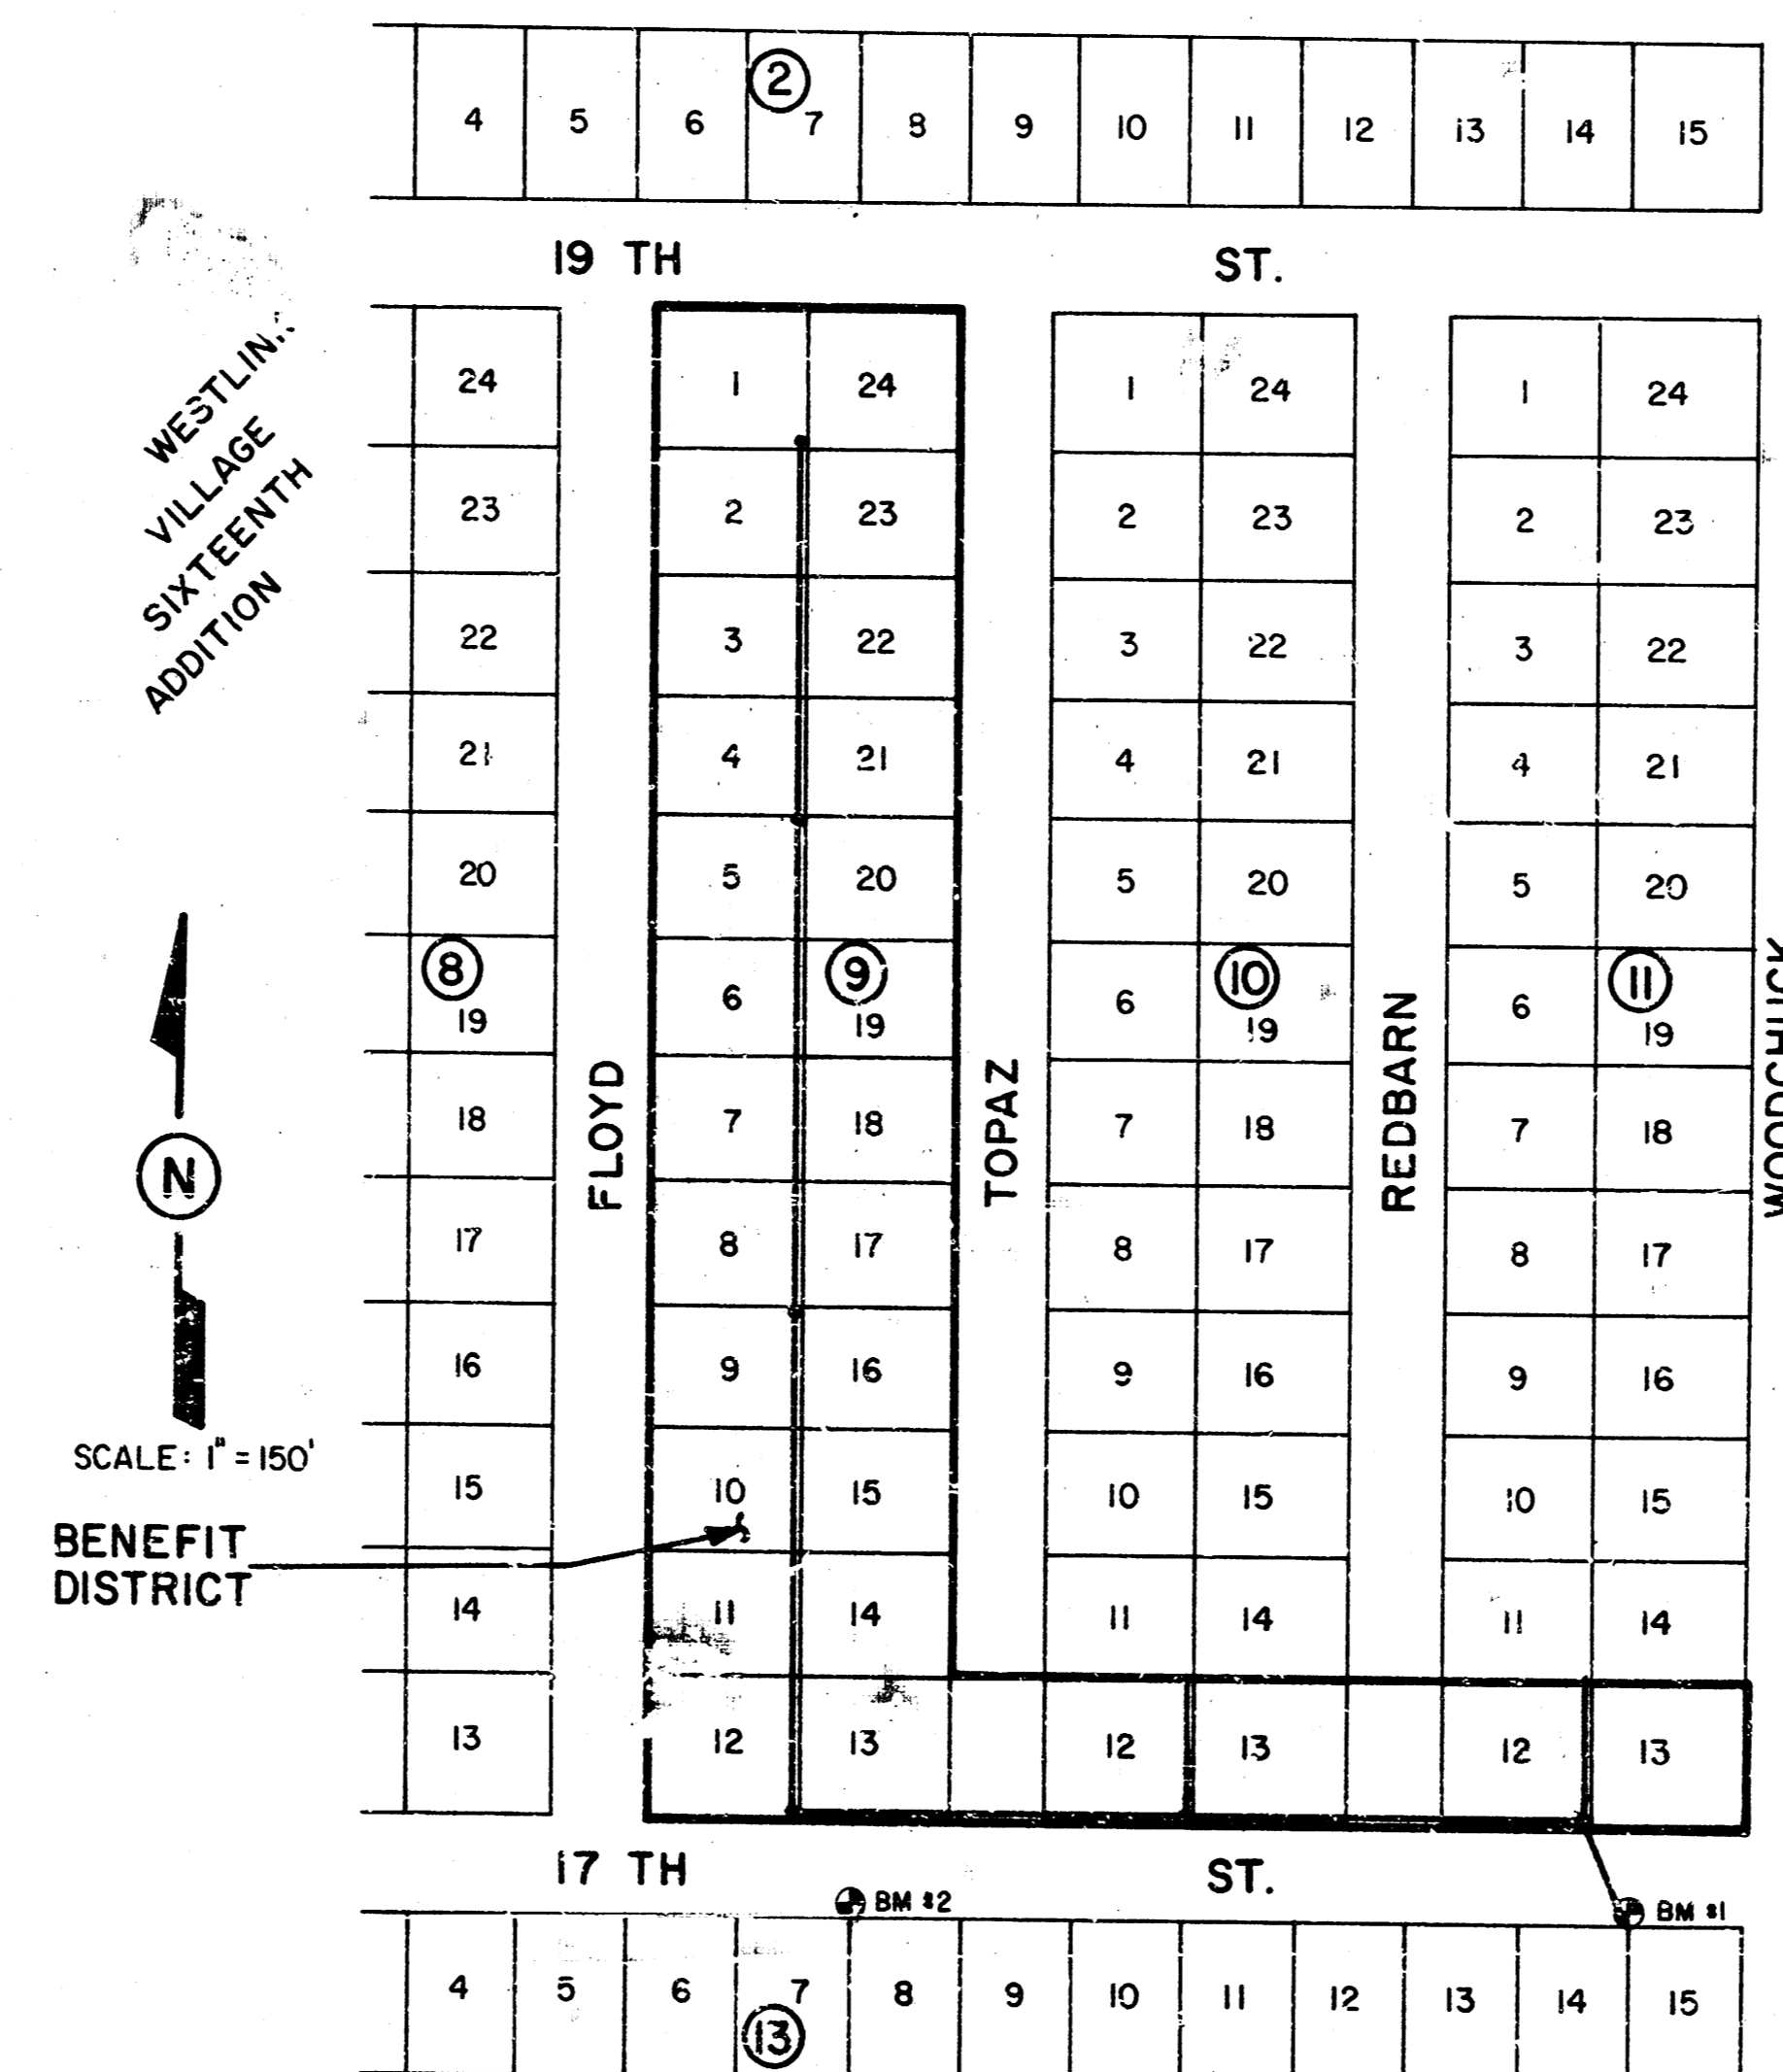 2
4 5 6 7 8 9 10 11 12 13 14 15
19 TH ST.
WESTLIN
VILLAGE
SIXTEENTH
ADDITION
24 1 24 1 24 1 24
23 2 23 2 23 2 23
22 3 22 3 22 3 22
21 4 21 4 21 4 21
20 5 20 5 20 5 20
8 9 10 11
6 6 6
19 19 19 19
18 7 18 7 18 7 18
FLOYD
TOPAZ
REDBARN
WOODCHUCK
N
17 8 17 8 17 8 17
16 9 16 9 16 9 16
SCALE: 1" = 150'
15 10 15 10 15 10 15
BENEFIT
DISTRICT
14 11 14 11 14 11 14
13 12 13 12 13 12 13
17 TH ST.
BM #2
BM #1
4 5 6 7 8 9 10 11 12 13 14 15
13